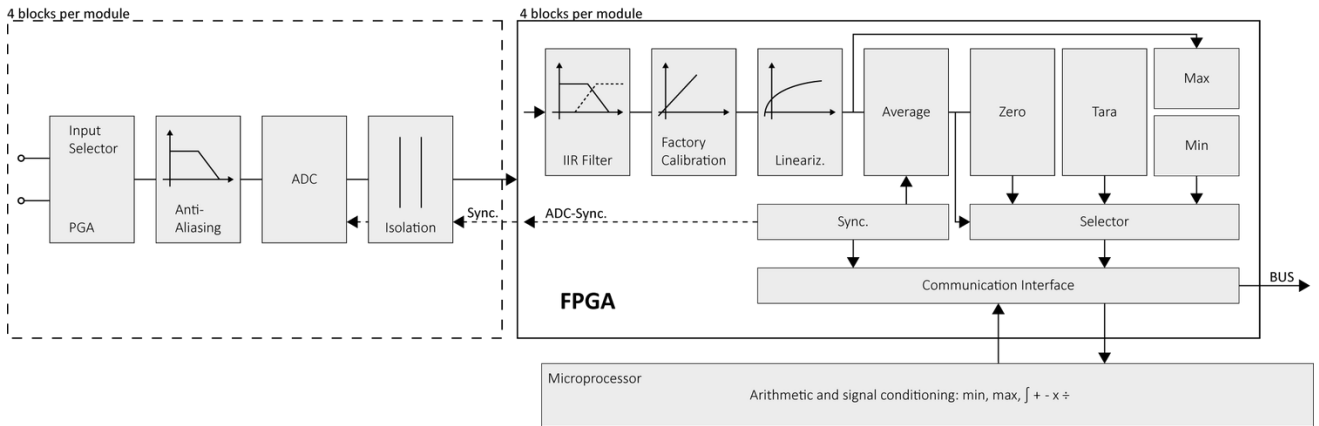 4 blocks per module
4 blocks per module
Input
Selector
PGA
Anti-
Aliasing
ADC
Isolation
Sync.
ADC-Sync.
IIR Filter
Factory
Calibration
Lineariz.
Average
Zero
Tara
Max
Min
Sync.
Selector
Communication Interface
BUS
FPGA
Microprocessor
Arithmetic and signal conditioning: min, max, ∫ + - x ÷